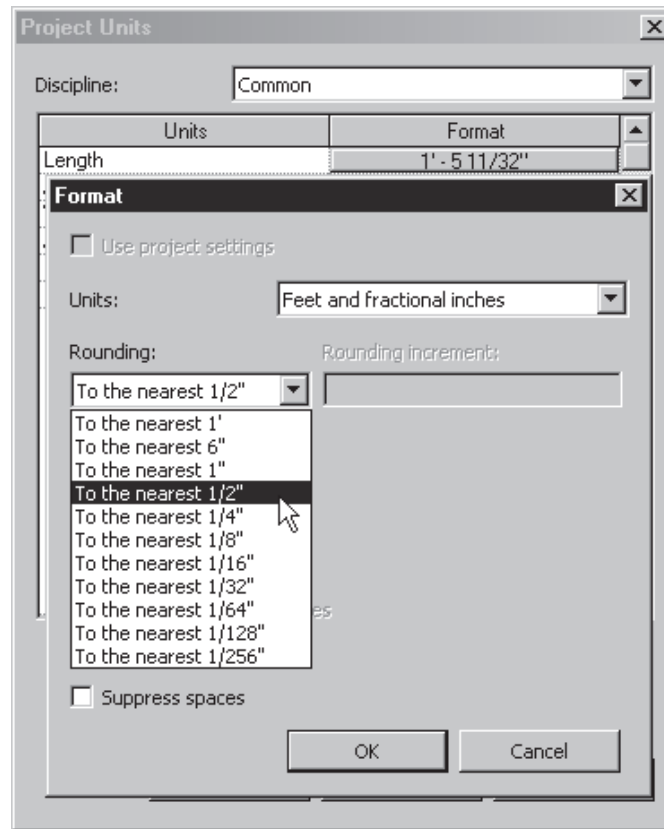 Project Units
Discipline: Common
Units Format
Length 1' - 5 11/32"
Format
Use project settings
Units: Feet and fractional inches
Rounding: Rounding increment:
To the nearest 1/2"
To the nearest 1'
To the nearest 6"
To the nearest 1"
To the nearest 1/2"
To the nearest 1/4"
To the nearest 1/8"
To the nearest 1/16"
To the nearest 1/32"
To the nearest 1/64"
To the nearest 1/128"
To the nearest 1/256"
Suppress spaces
OK Cancel